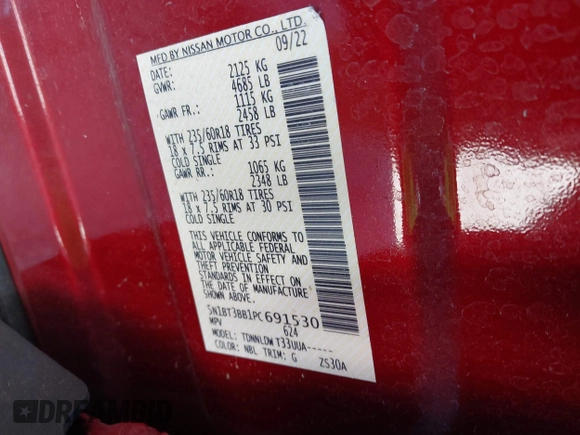 MFD BY NISSAN MOTOR CO., LTD.
DATE: 09/22
GVWR: 2125 KG
4685 LB
GAWR FR.: 1115 KG
2458 LB
WITH 235/60R18 TIRES
18 x 7.5 RIMS AT 33 PSI
COLD SINGLE
GAWR RR.: 1065 KG
2348 LB
WITH 235/60R18 TIRES
18 x 7.5 RIMS AT 30 PSI
COLD SINGLE
THIS VEHICLE CONFORMS TO
ALL APPLICABLE FEDERAL
MOTOR VEHICLE SAFETY AND
THEFT PREVENTION
STANDARDS IN EFFECT ON
THE DATE OF MANUFACTURE
SHOWN ABOVE.
5N1BT3BB1PC691530
MPV 624
MODEL: TDNNLDW T33UUA-----
COLOR: NBL TRIM: G ZS30A
DREAMBID